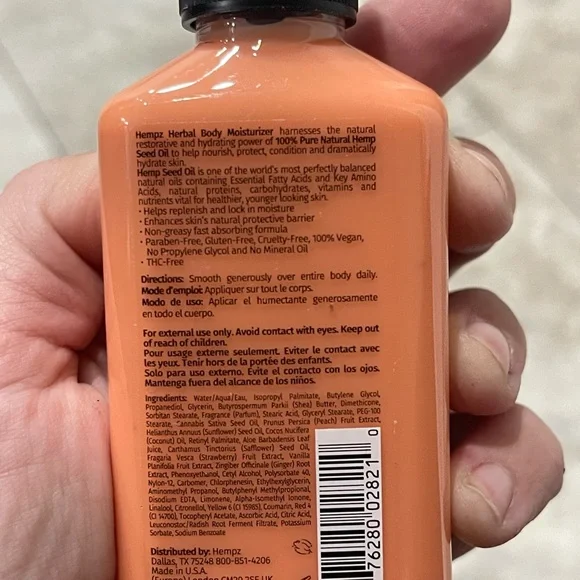 Hempz Herbal Body Moisturizer harnesses the natural
restorative and hydrating power of 100% Pure Natural Hemp
Seed Oil to help nourish, protect, condition and dramatically
hydrate skin.
Hemp Seed Oil is one of the world's most perfectly balanced
natural oils containing Essential Fatty Acids and Key Amino
Acids, natural proteins, carbohydrates, vitamins and
nutrients vital for healthier, younger looking skin.
• Helps replenish and lock in moisture
• Enhances skin's natural protective barrier
• Non-greasy fast absorbing formula
• Paraben-Free, Gluten-Free, Cruelty-Free, 100% Vegan,
No Propylene Glycol and No Mineral Oil
• THC-Free
Directions: Smooth generously over entire body daily.
Mode d'emploi: Appliquer sur tout le corps.
Modo de uso: Aplicar el humectante generosamente
en todo el cuerpo.
For external use only. Avoid contact with eyes. Keep out
of reach of children.
Pour usage externe seulement. Eviter le contact avec
les yeux. Tenir hors de la portée des enfants.
Solo para uso externo. Evite el contacto con los ojos.
Mantenga fuera del alcance de los niños.
Ingredients: Water/Aqua/Eau, Isopropyl Palmitate, Butylene Glycol,
Propanediol, Glycerin, Butyrospermum Parkii (Shea) Butter, Dimethicone,
Sorbitan Stearate, Fragrance (Parfum), Stearic Acid, Glyceryl Stearate, PEG-100
Stearate, Cannabis Sativa Seed Oil, Prunus Persica (Peach) Fruit Extract,
Helianthus Annuus (Sunflower) Seed Oil, Cocos Nucifera
(Coconut) Oil, Retinyl Palmitate, Aloe Barbadensis Leaf
Juice, Carthamus Tinctorius (Safflower) Seed Oil,
Fragaria Vesca (Strawberry) Fruit Extract, Vanilla
Planifolia Fruit Extract, Zingiber Officinale (Ginger) Root
Extract, Phenoxyethanol, Cetyl Alcohol, Polysorbate 40,
Nylon-12, Carbomer, Chlorphenesin, Ethylhexylglycerin,
Aminomethyl Propanol, Butylphenyl Methylpropional,
Disodium EDTA, Limonene, Alpha-Isomethyl Ionone,
Linalool, Citronellol, Yellow 6 (CI 15985), Coumarin, Red 4
(CI 14700), Tocopheryl Acetate, Ascorbic Acid, Citric Acid,
Leuconostoc/Radish Root Ferment Filtrate, Potassium
Sorbate, Sodium Benzoate
Distributed by: Hempz
Dallas, TX 75248 800-851-4206
Made in U.S.A.
(Europe) London
76280 02821 0